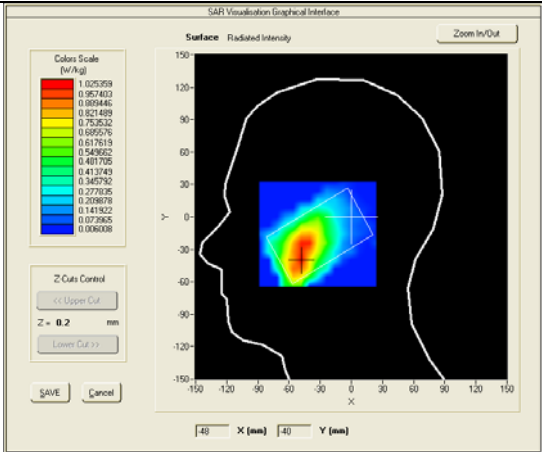 SAR Visualisation Graphical Interface
Surface Radiated Intensity
Zoom In/Out
Colors Scale
(W/kg)
1.025359
0.957403
0.889446
0.821489
0.753532
0.685576
0.617619
0.549662
0.481705
0.413749
0.345792
0.277835
0.209878
0.141922
0.073965
0.006008
Z-Cuts Control
<< Upper Cut
Z = 0.2 mm
Lower Cut >>
SAVE Cancel
150
120
90
60
30
0
-30
-60
-90
-120
-150
Y
-150 -120 -90 -60 -30 0 30 60 90 120 150
X
-48 X (mm) -40 Y (mm)